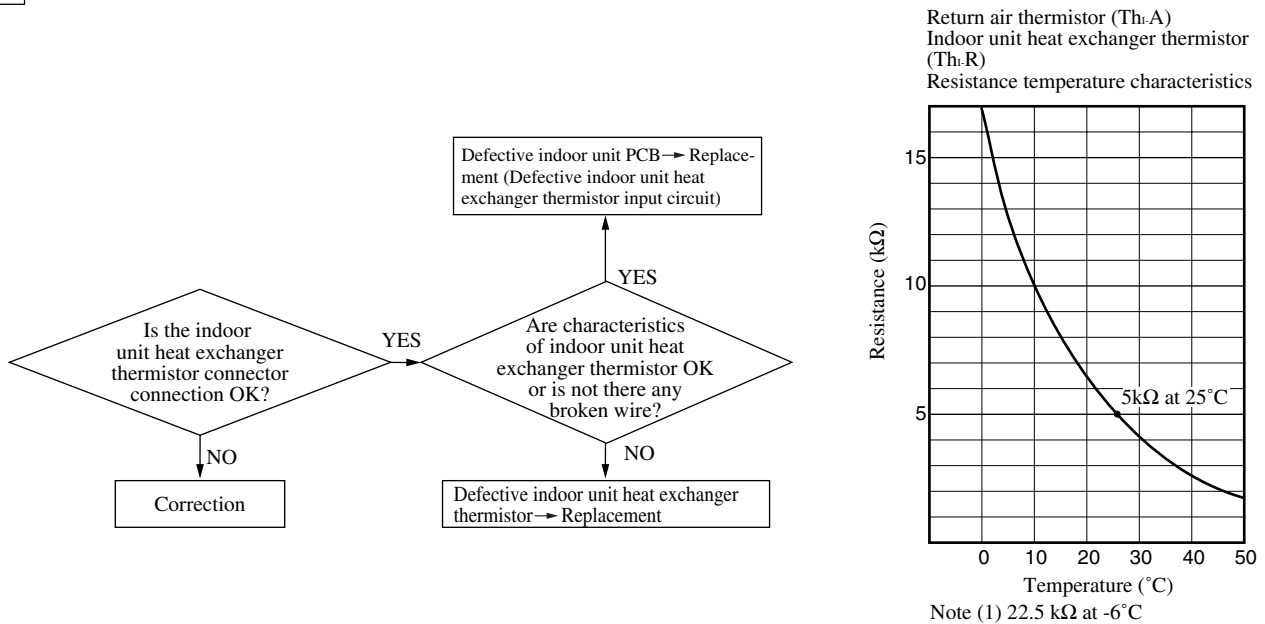 Is the indoor
unit heat exchanger
thermistor connector
connection OK?
YES
NO
Correction
Defective indoor unit PCB→Replace-
ment (Defective indoor unit heat
exchanger thermistor input circuit)
YES
Are characteristics
of indoor unit heat
exchanger thermistor OK
or is not there any
broken wire?
NO
Defective indoor unit heat exchanger
thermistor→ Replacement
Return air thermistor (ThI-A)
Indoor unit heat exchanger thermistor
(ThI-R)
Resistance temperature characteristics
15
10
5
Resistance (kΩ)
5kΩ at 25˚C
0 10 20 30 40 50
Temperature (˚C)
Note (1) 22.5 kΩ at -6˚C